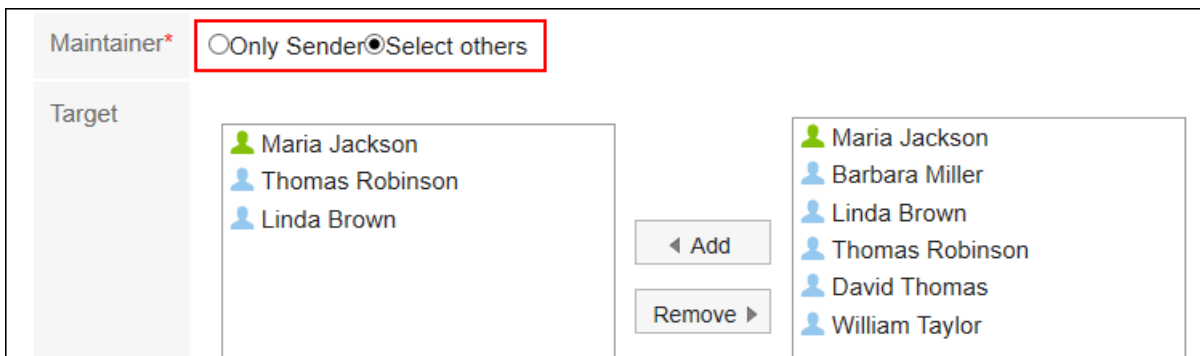 Maintainer* Only Sender Select others
Target
Maria Jackson
Thomas Robinson
Linda Brown
Add
Remove
Maria Jackson
Barbara Miller
Linda Brown
Thomas Robinson
David Thomas
William Taylor